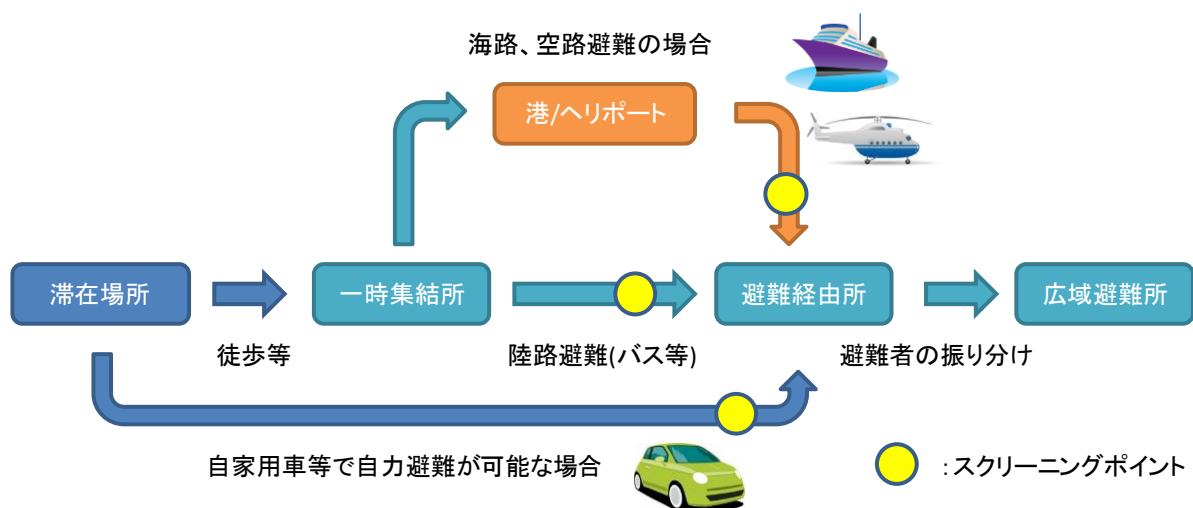 海路、空路避難の場合
港/ヘリポート
滞在場所
一時集結所
避難経由所
広域避難所
徒歩等
陸路避難(バス等)
避難者の振り分け
自家用車等で自力避難が可能な場合
:スクリーニングポイント